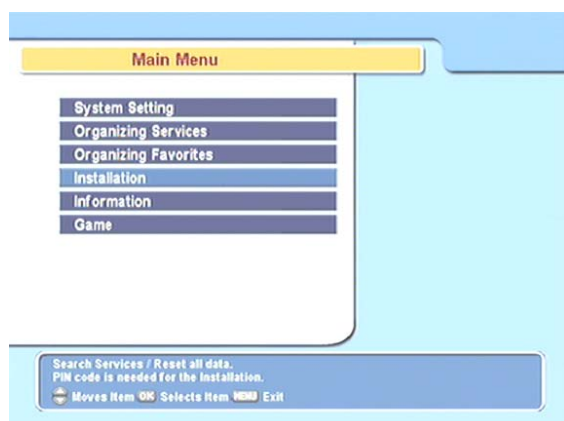 Main Menu
System Setting
Organizing Services
Organizing Favorites
Installation
Information
Game
Search Services / Reset all data.
PIN code is needed for the Installation.
Moves Item OK Selects Item MENU Exit